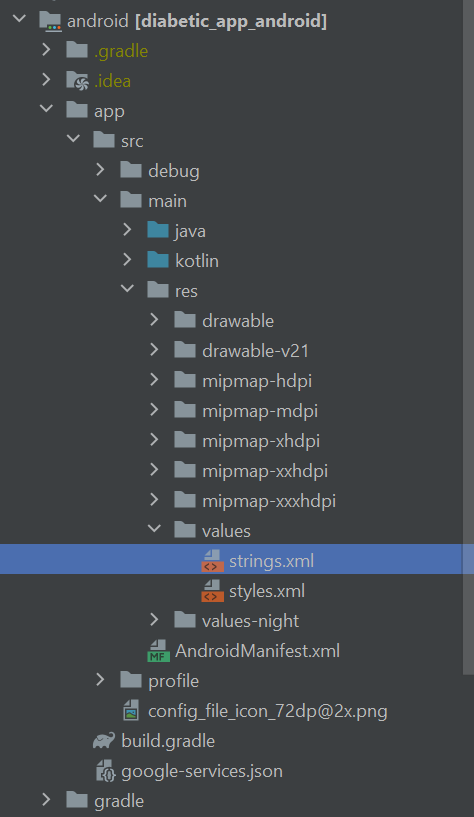 android [diabetic_app_android]
.gradle
.idea
app
src
debug
main
java
kotlin
res
drawable
drawable-v21
mipmap-hdpi
mipmap-mdpi
mipmap-xhdpi
mipmap-xxhdpi
mipmap-xxxhdpi
values
strings.xml
styles.xml
values-night
MF AndroidManifest.xml
profile
config_file_icon_72dp@2x.png
build.gradle
google-services.json
gradle